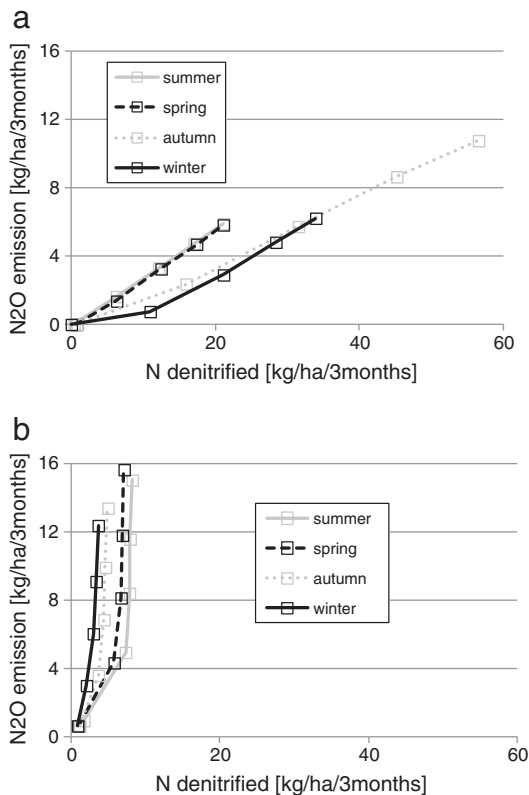 a
N2O emission [kg/ha/3months]
16
12
8
4
0
summer
spring
autumn
winter
0 20 40 60
N denitrified [kg/ha/3months]
b
N2O emission [kg/ha/3months]
16
12
8
4
0
summer
spring
autumn
winter
0 20 40 60
N denitrified [kg/ha/3months]